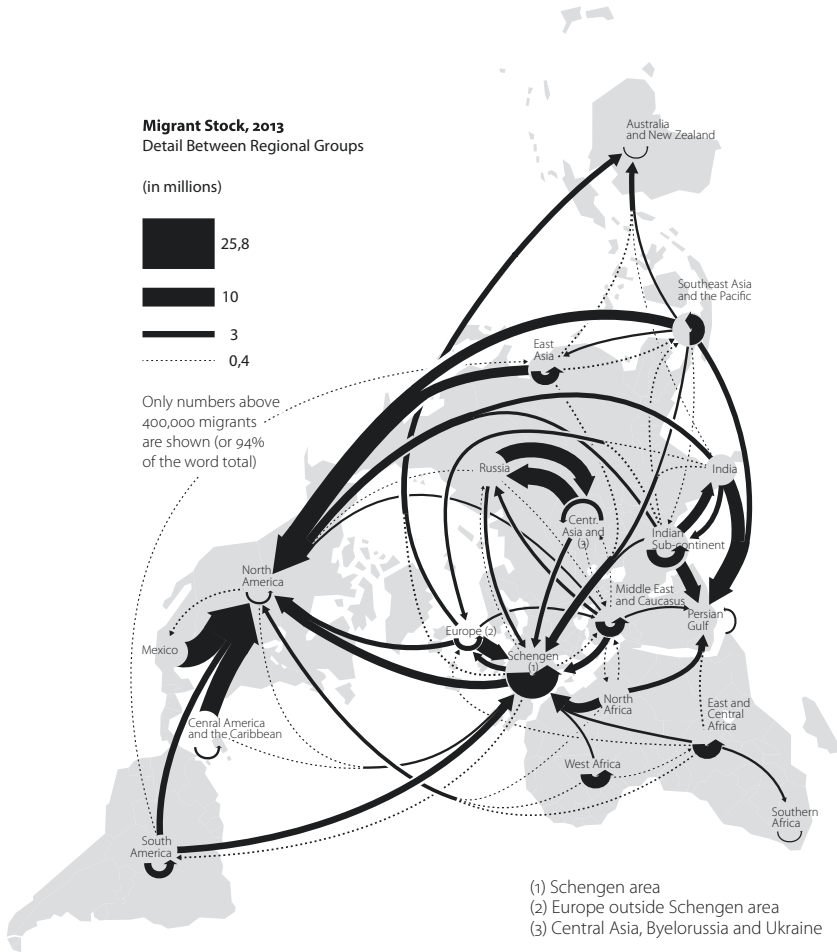 Migrant Stock, 2013
Detail Between Regional Groups
(in millions)
25,8
10
3
0,4
Only numbers above
400,000 migrants
are shown (or 94%
of the word total)
Australia
and New Zealand
Southeast Asia
and the Pacific
East
Asia
Russia
India
Centr.
Asia and
(3)
Indian
Sub-continent
North
America
Middle East
and Caucasus
Persian
Gulf
Europe (2)
Mexico
Schengen
(1)
North
Africa
East and
Central
Africa
Cenral America
and the Caribbean
West Africa
Southern
Africa
South
America
(1) Schengen area
(2) Europe outside Schengen area
(3) Central Asia, Byelorussia and Ukraine